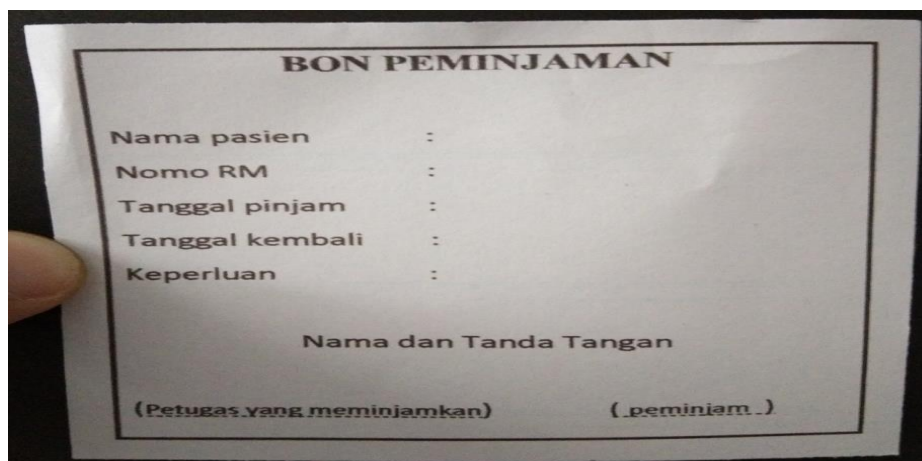 BON PEMINJAMAN
Nama pasien :
Nomo RM :
Tanggal pinjam :
Tanggal kembali :
Keperluan :
Nama dan Tanda Tangan
(Petugas yang meminjamkan) ( peminjam )